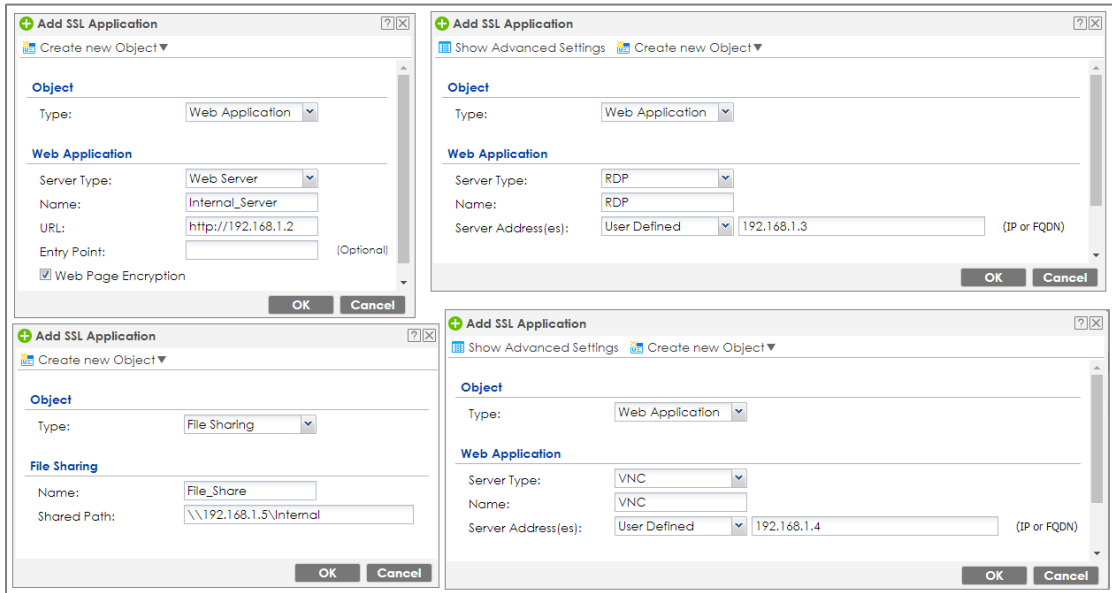 Add SSL Application
Create new Object
Object
Type: Web Application
Web Application
Server Type: Web Server
Name: Internal_Server
URL: http://192.168.1.2
Entry Point: (Optional)
Web Page Encryption
OK Cancel
Add SSL Application
Show Advanced Settings Create new Object
Object
Type: Web Application
Web Application
Server Type: RDP
Name: RDP
Server Address(es): User Defined 192.168.1.3 (IP or FQDN)
OK Cancel
Add SSL Application
Create new Object
Object
Type: File Sharing
File Sharing
Name: File_Share
Shared Path: \\192.168.1.5\Internal
OK Cancel
Add SSL Application
Show Advanced Settings Create new Object
Object
Type: Web Application
Web Application
Server Type: VNC
Name: VNC
Server Address(es): User Defined 192.168.1.4 (IP or FQDN)
OK Cancel